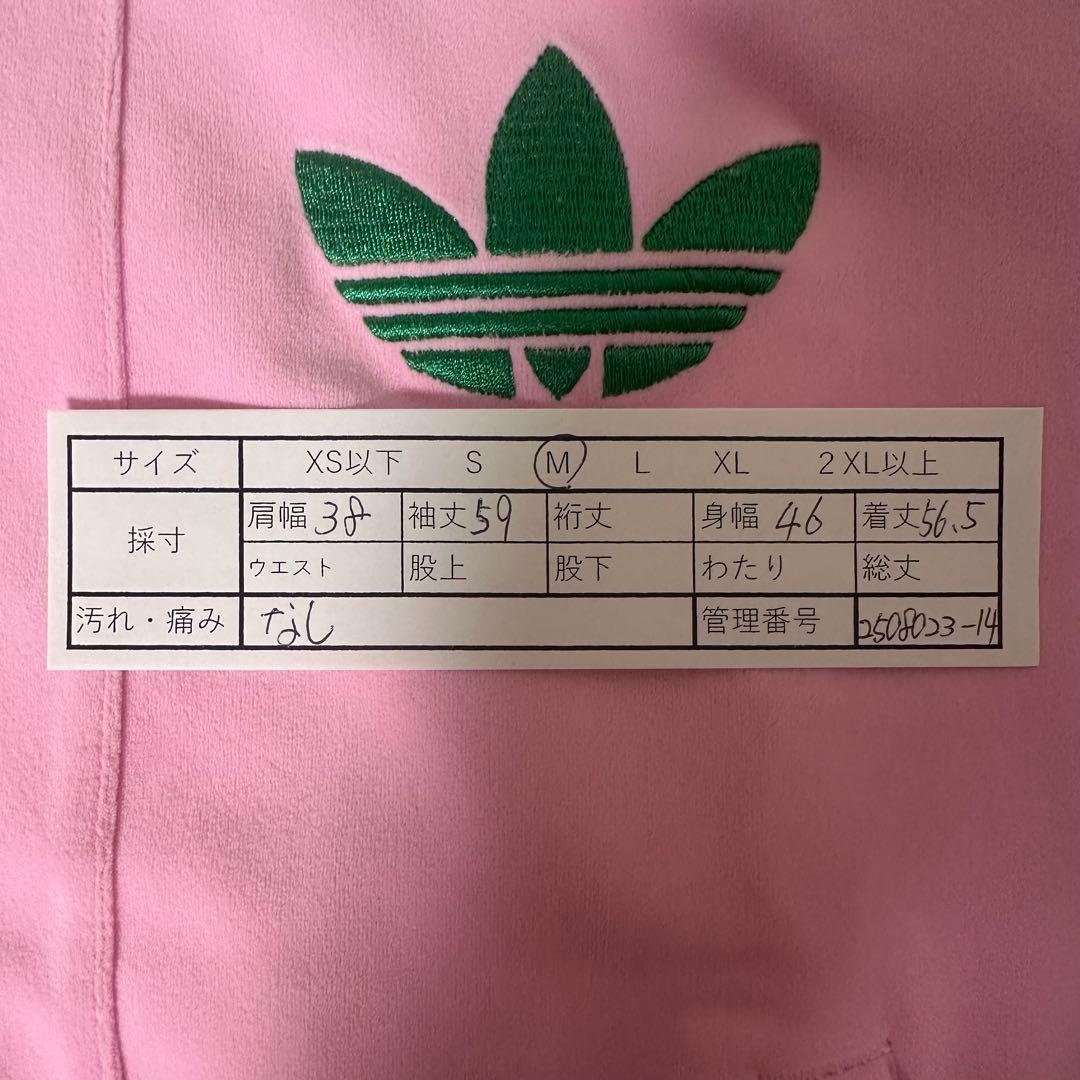 サイズ XS以下 S M L XL 2XL以上
採寸 肩幅 38 袖丈 59 裄丈 身幅 46 着丈 56.5
ウエスト 股上 股下 わたり 総丈
汚れ・痛み なし 管理番号 2508023-14